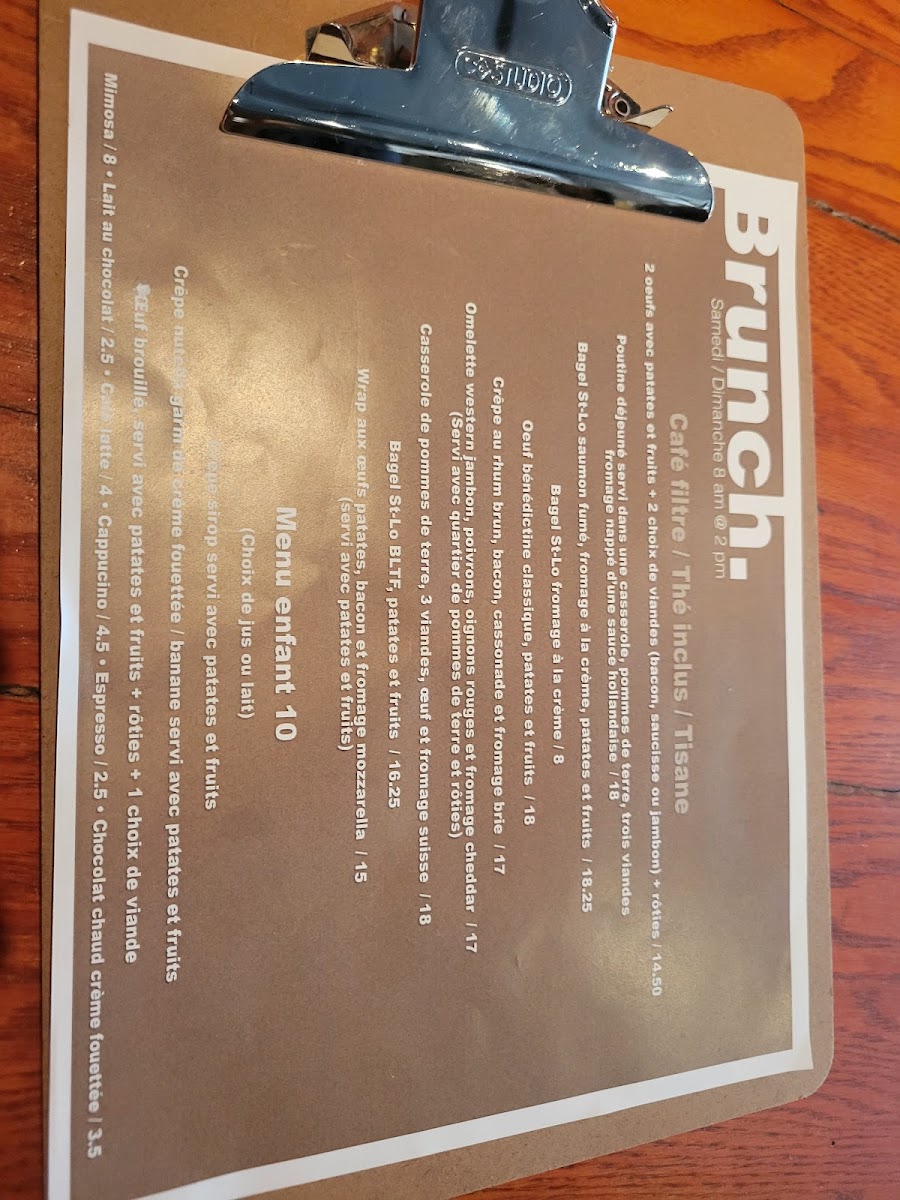 Brunch.
Samedi / Dimanche 8 am @ 2 pm
Café filtre / Thé inclus / Tisane
2 oeufs avec patates et fruits + 2 choix de viandes (bacon, saucisse ou jambon) + rôties / 14.50
Poutine déjeuné servi dans une casserole, pommes de terre, trois viandes
fromage nappé d'une sauce hollandaise / 18
Bagel St-Lo saumon fumé, fromage à la crème, patates et fruits / 18.25
Bagel St-Lo fromage à la crème / 8
Oeuf bénédictine classique, patates et fruits / 18
Crêpe au rhum brun, bacon, cassonade et fromage brie / 17
Omelette western jambon, poivrons, oignons rouges et fromage cheddar / 17
(Servi avec quartier de pommes de terre et rôties)
Casserole de pommes de terre, 3 viandes, œuf et fromage suisse / 18
Bagel St-Lo BLTF, patates et fruits / 16.25
Wrap aux œufs patates, bacon et fromage mozzarella / 15
(servi avec patates et fruits)
Menu enfant 10
(Choix de jus ou lait)
sirop servi avec patates et fruits
Crêpe nutella garni de crème fouettée / banane servi avec patates et fruits
Œuf brouille, servi avec patates et fruits + rôties + 1 choix de viande
Mimosa / 8 • Lait au chocolat / 2.5 • Café latte / 4 • Cappucino / 4.5 • Espresso / 2.5 • Chocolat chaud crème fouettée / 3.5